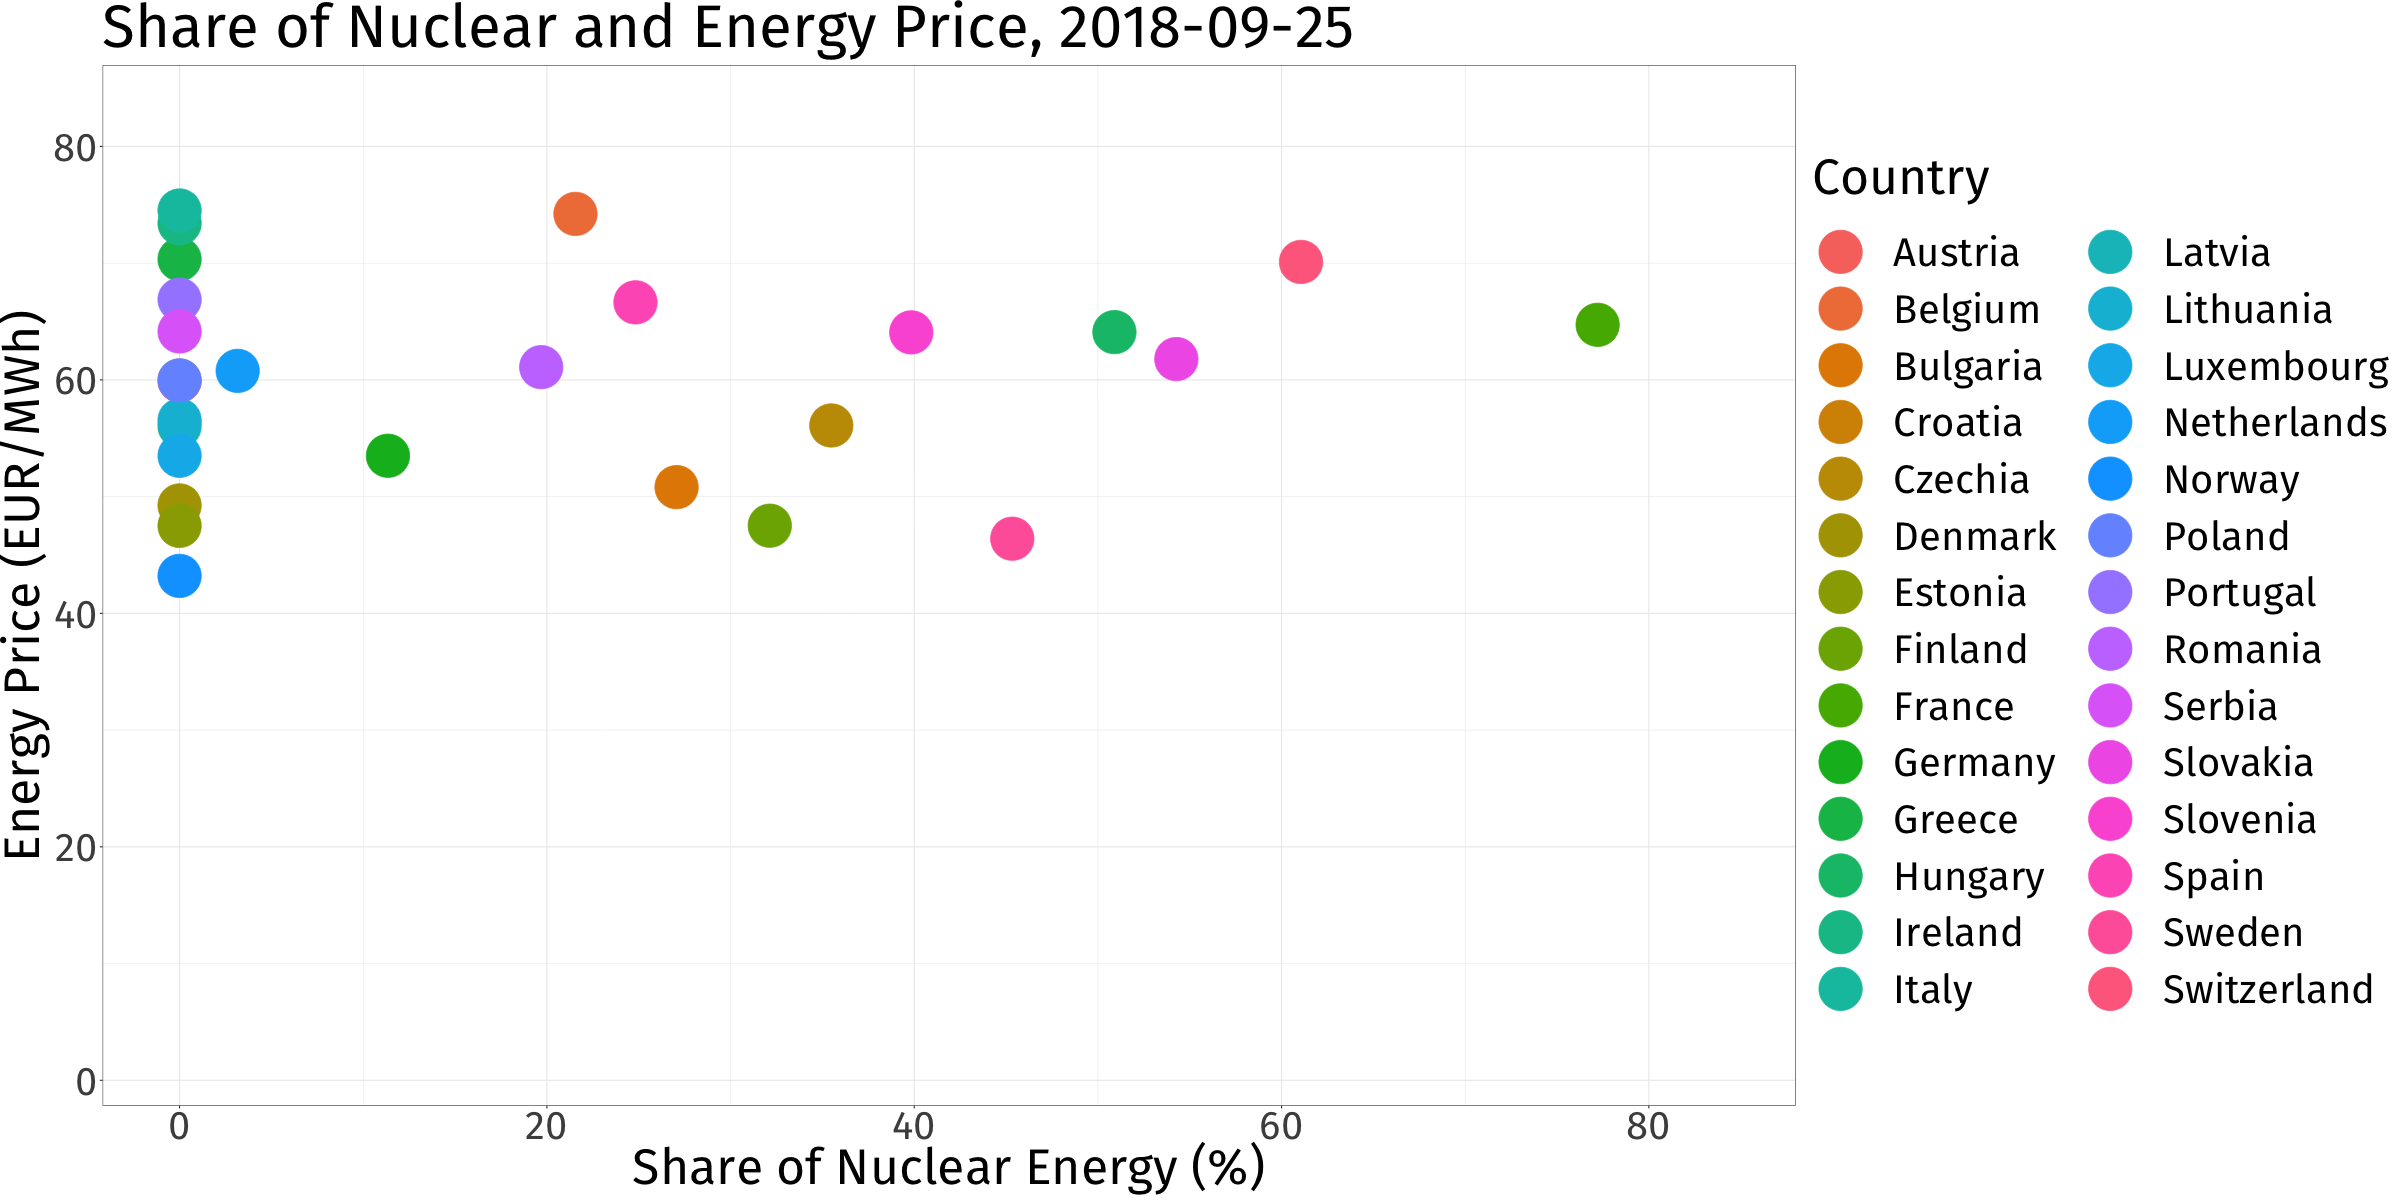 Share of Nuclear and Energy Price, 2018-09-25
Energy Price (EUR/MWh)
80
60
40
20
0
0 20 40 60 80
Share of Nuclear Energy (%)
Country
Austria
Belgium
Bulgaria
Croatia
Czechia
Denmark
Estonia
Finland
France
Germany
Greece
Hungary
Ireland
Italy
Latvia
Lithuania
Luxembourg
Netherlands
Norway
Poland
Portugal
Romania
Serbia
Slovakia
Slovenia
Spain
Sweden
Switzerland